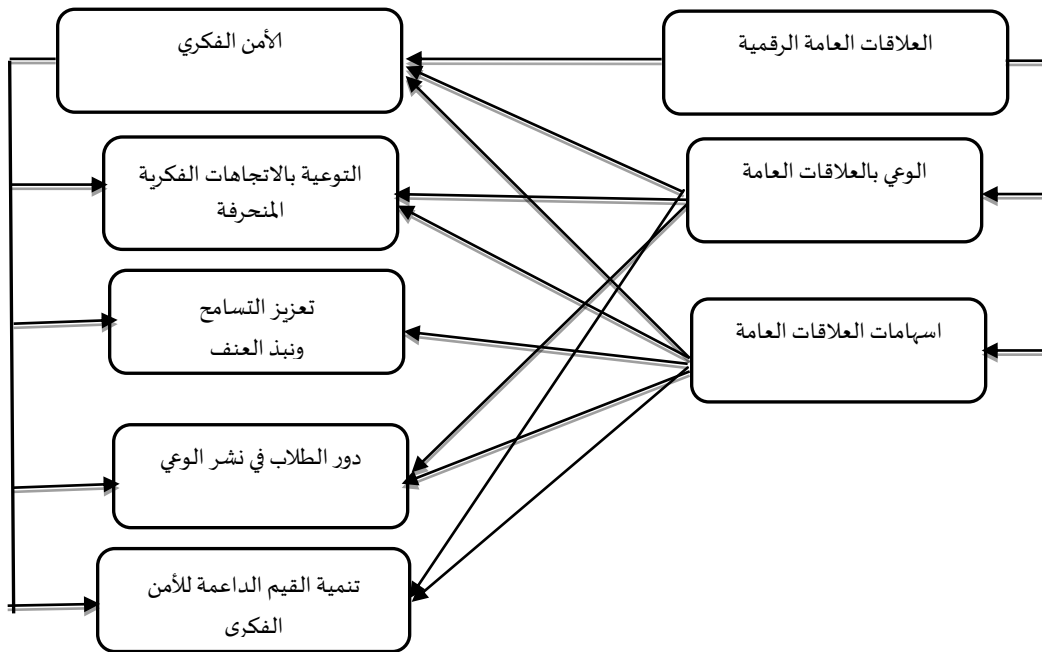 العلاقات العامة الرقمية
الأمن الفكري
الوعي بالعلاقات العامة
التوعية بالاتجاهات الفكرية
المنحرفة
اسهامات العلاقات العامة
تعزيز التسامح
ونبذ العنف
دور الطلاب في نشر الوعي
تنمية القيم الداعمة للأمن
الفكري